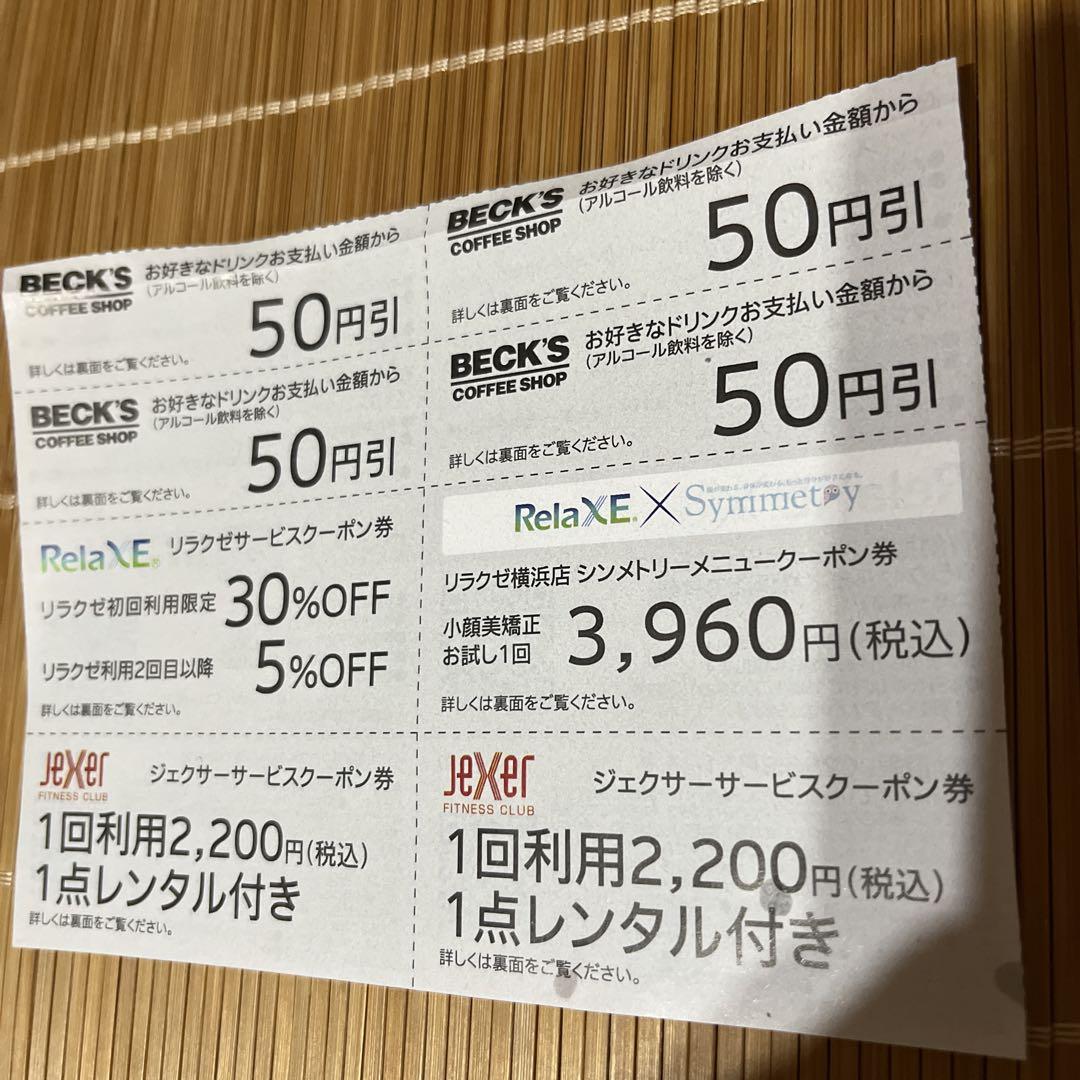 BECK'S
COFFEE SHOP
お好きなドリンクお支払い金額から
(アルコール飲料を除く)
50円引
詳しくは裏面をご覧ください。
BECK'S
COFFEE SHOP
お好きなドリンクお支払い金額から
(アルコール飲料を除く)
50円引
詳しくは裏面をご覧ください。
BECK'S
COFFEE SHOP
お好きなドリンクお支払い金額から
(アルコール飲料を除く)
50円引
詳しくは裏面をご覧ください。
BECK'S
COFFEE SHOP
お好きなドリンクお支払い金額から
(アルコール飲料を除く)
50円引
詳しくは裏面をご覧ください。
RelaXE® リラクゼサービスクーポン券
リラクゼ初回利用限定 30%OFF
リラクゼ利用2回目以降 5%OFF
詳しくは裏面をご覧ください。
RelaXE® × Symmetry
リラクゼ横浜店 シンメトリーメニュークーポン券
小顔美矯正
お試し1回
3,960円(税込)
詳しくは裏面をご覧ください。
JEXER
FITNESS CLUB
ジェクサーサービスクーポン券
1回利用2,200円(税込)
1点レンタル付き
詳しくは裏面をご覧ください。
JEXER
FITNESS CLUB
ジェクサーサービスクーポン券
1回利用2,200円(税込)
1点レンタル付き
詳しくは裏面をご覧ください。